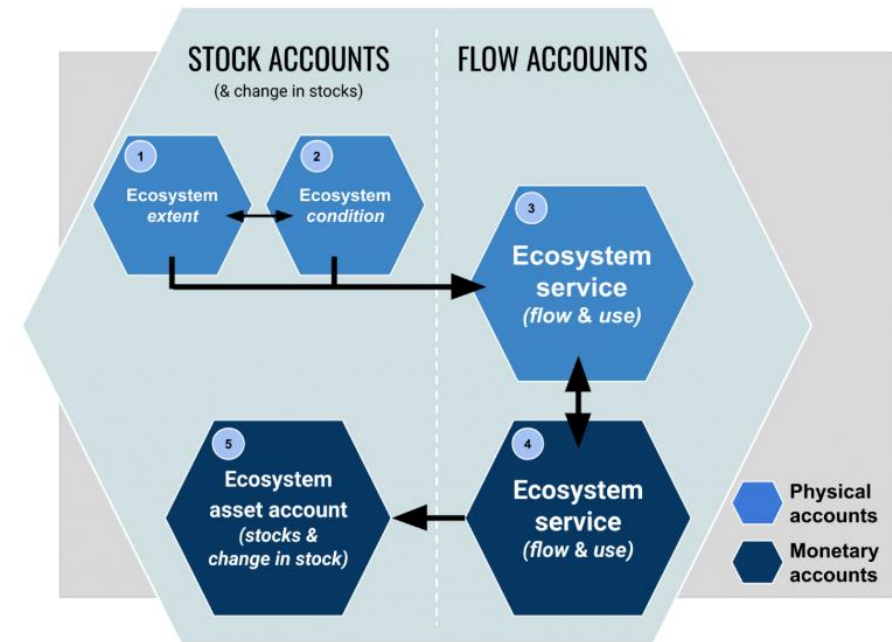 STOCK ACCOUNTS
(& change in stocks)
FLOW ACCOUNTS
1
Ecosystem
extent
2
Ecosystem
condition
3
Ecosystem
service
(flow & use)
5
Ecosystem
asset account
(stocks &
change in stock)
4
Ecosystem
service
(flow & use)
Physical
accounts
Monetary
accounts